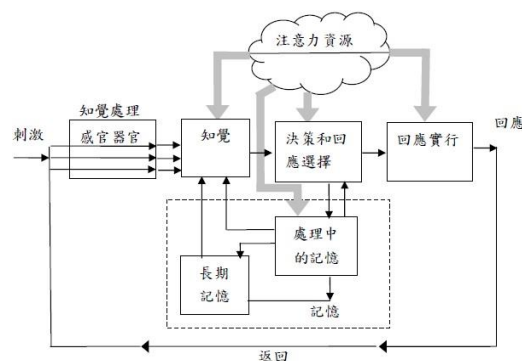 注意力資源
知覺處理
刺激
感官器官
知覺
決策和回
應選擇
回應實行
回應
處理中
的記憶
長期
記憶
記憶
返回